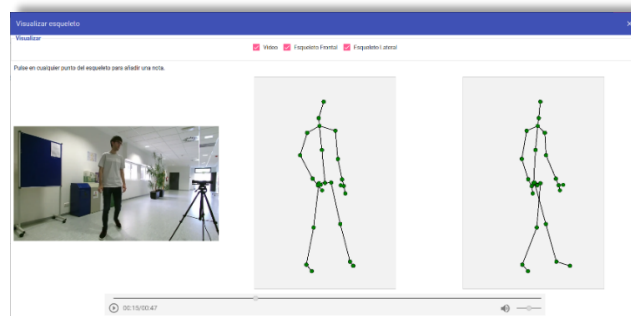 Visualizar esqueleto
×
Visualizar
Video Esqueleto Frontal Esqueleto Lateral
Pulse en cualquier punto del esqueleto para añadir una nota.
00:15/00:47